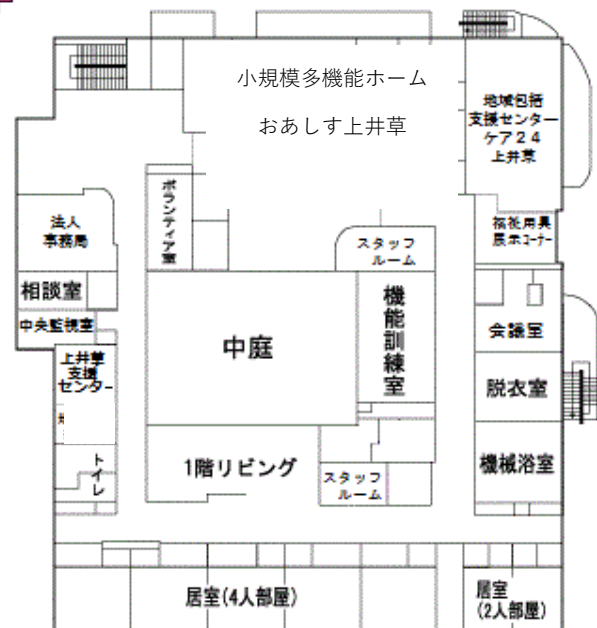 小規模多機能ホーム
おあしす上井草
地域包括
支援センター
ケア24
上井草
ボランティア室
法人
事務局
スタッフ
ルーム
福祉用具
展示コーナー
相談室
中央監視室
中庭
機能訓練室
会議室
上井草
支援
センター
脱衣室
トイレ
1階リビング
スタッフ
ルーム
機械浴室
居室(4人部屋)
居室
(2人部屋)